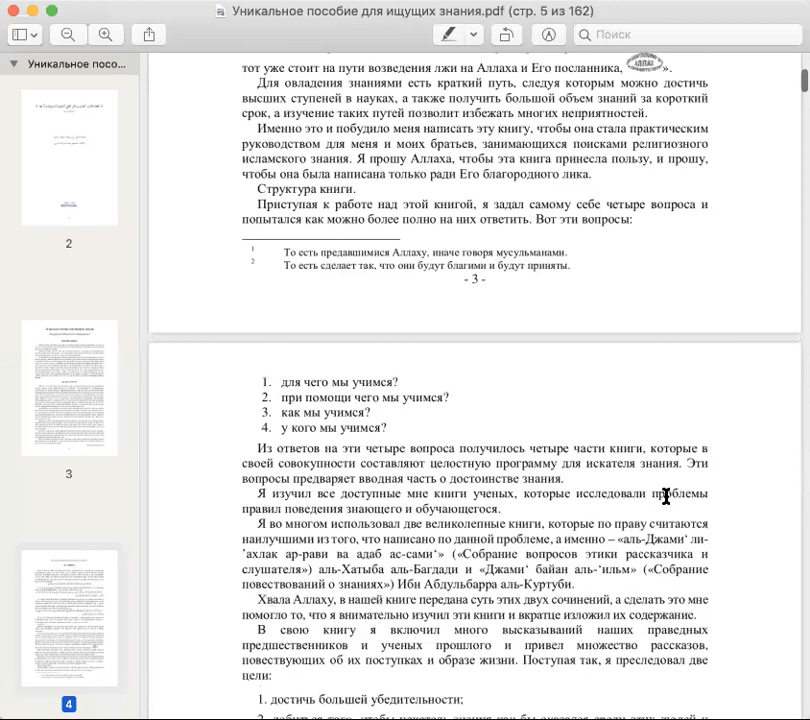 Уникальное пособие для ищущих знания.pdf (стр. 5 из 162)
Поиск
Уникальное посо...
2
3
4
тот уже стоит на пути возведения лжи на Аллаха и Его посланника, ».
Для овладения знаниями есть краткий путь, следуя которым можно достичь
высших ступеней в науках, а также получить большой объем знаний за короткий
срок, а изучение таких путей позволит избежать многих неприятностей.
Именно это и побудило меня написать эту книгу, чтобы она стала практическим
руководством для меня и моих братьев, занимающихся поисками религиозного
исламского знания. Я прошу Аллаха, чтобы эта книга принесла пользу, и прошу,
чтобы она была написана только ради Его благородного лика.
Структура книги.
Приступая к работе над этой книгой, я задал самому себе четыре вопроса и
попытался как можно более полно на них ответить. Вот эти вопросы:
1 То есть предавшимися Аллаху, иначе говоря мусульманами.
2 То есть сделает так, что они будут благими и будут приняты.
- 3 -
1. для чего мы учимся?
2. при помощи чего мы учимся?
3. как мы учимся?
4. у кого мы учимся?
Из ответов на эти четыре вопроса получилось четыре части книги, которые в
своей совокупности составляют целостную программу для искателя знания. Эти
вопросы предваряет вводная часть о достоинстве знания.
Я изучил все доступные мне книги ученых, которые исследовали проблемы
правил поведения знающего и обучающегося.
Я во многом использовал две великолепные книги, которые по праву считаются
наилучшими из того, что написано по данной проблеме, а именно – «аль-Джами‘ ли-
’ахлак ар-рави ва адаб ас-сами‘» («Собрание вопросов этики рассказчика и
слушателя») аль-Хатыба аль-Багдади и «Джами‘ байан аль-‘ильм» («Собрание
повествований о знаниях») Ибн Абдульбарра аль-Куртуби.
Хвала Аллаху, в нашей книге передана суть этих двух сочинений, а сделать это мне
помогло то, что я внимательно изучил эти книги и вкратце изложил их содержание.
В свою книгу я включил много высказываний наших праведных
предшественников и ученых прошлого и привел множество рассказов,
повествующих об их поступках и образе жизни. Поступая так, я преследовал две
цели:
1. достичь большей убедительности;